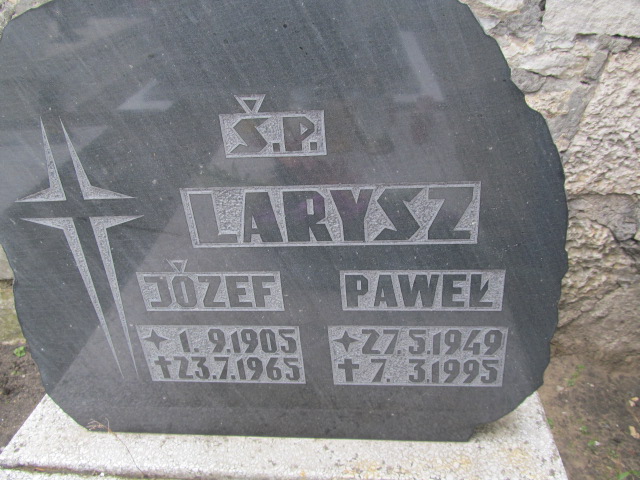 Ś.P.
LARYSZ
JÓZEF PAWEŁ
1.9.1905 27.5.1949
✝23.7.1965 ✝7.3.1995